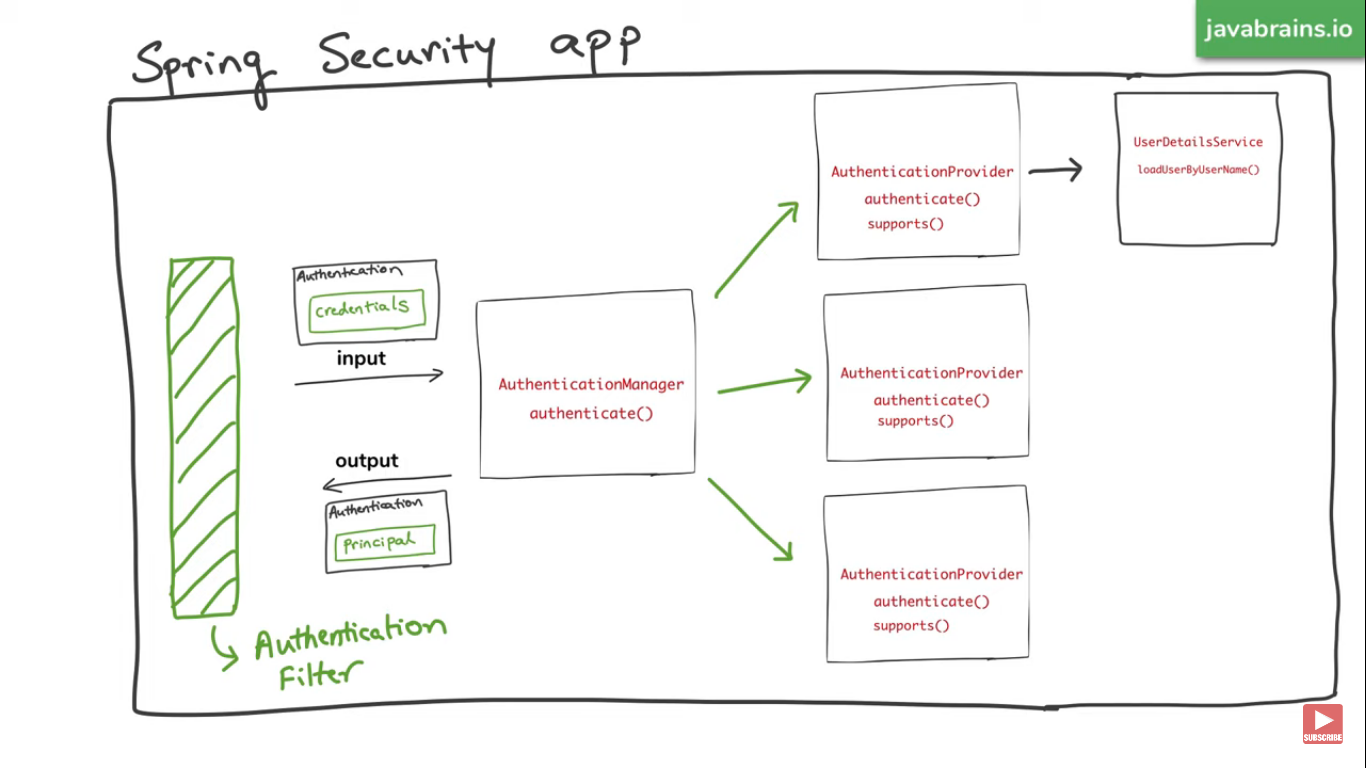 Spring Security app
javabrains.io
AuthenticationProvider
authenticate()
supports()
UserDetailsService
loadUserByUserName()
Authentication
credentials
input
AuthenticationManager
authenticate()
output
Authentication
Principal
AuthenticationProvider
authenticate()
supports()
AuthenticationProvider
authenticate()
supports()
Authentication
Filter
SUBSCRIBE